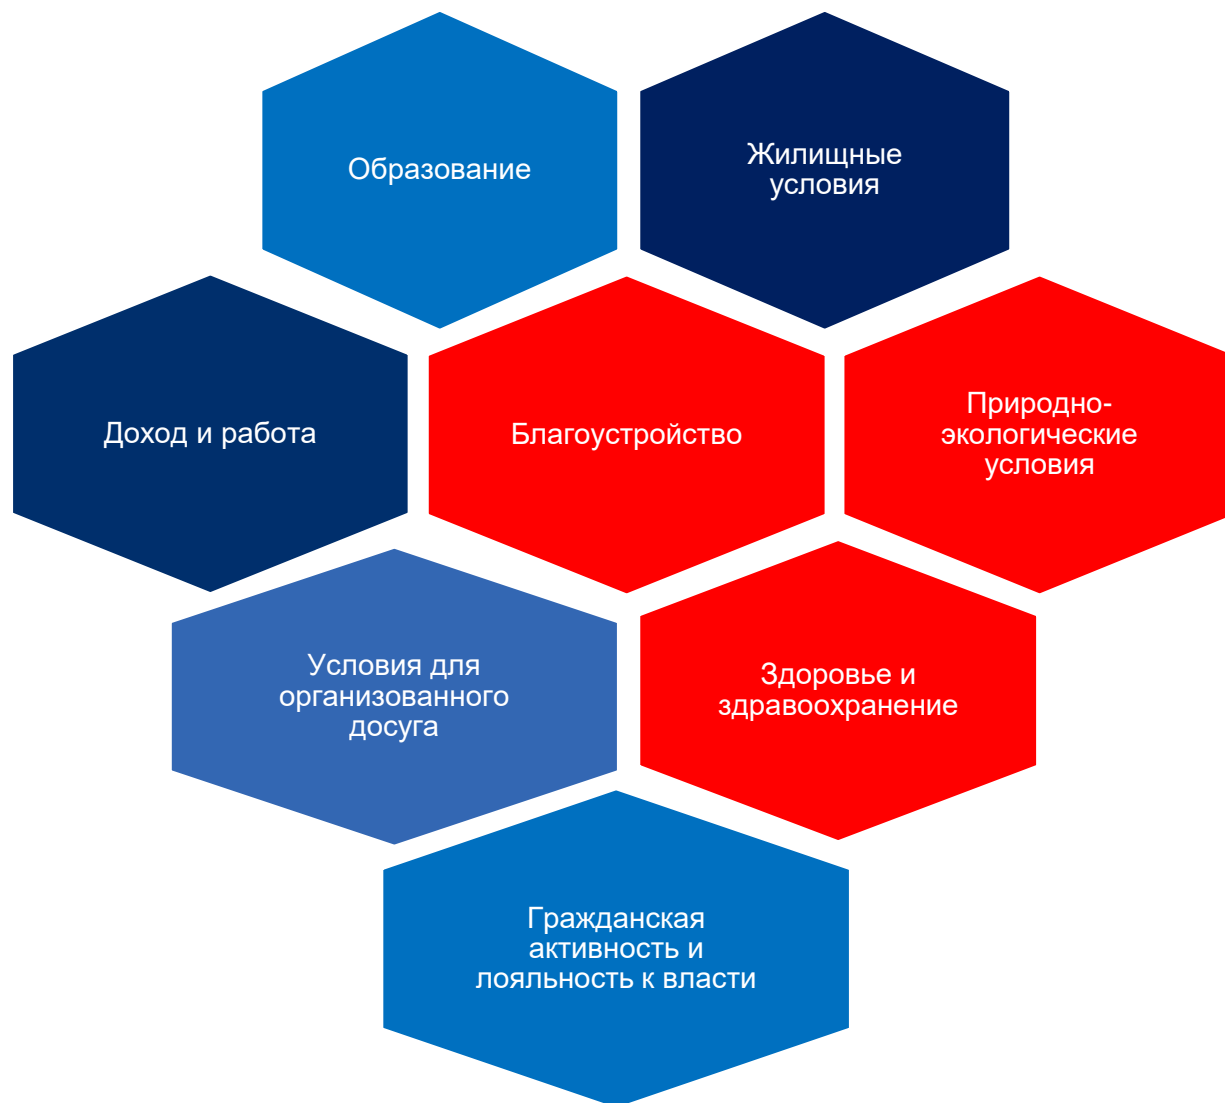 Образование
Жилищные
условия
Доход и работа
Благоустройство
Природно-
экологические
условия
Условия для
организованного
досуга
Здоровье и
здравоохранение
Гражданская
активность и
лояльность к власти